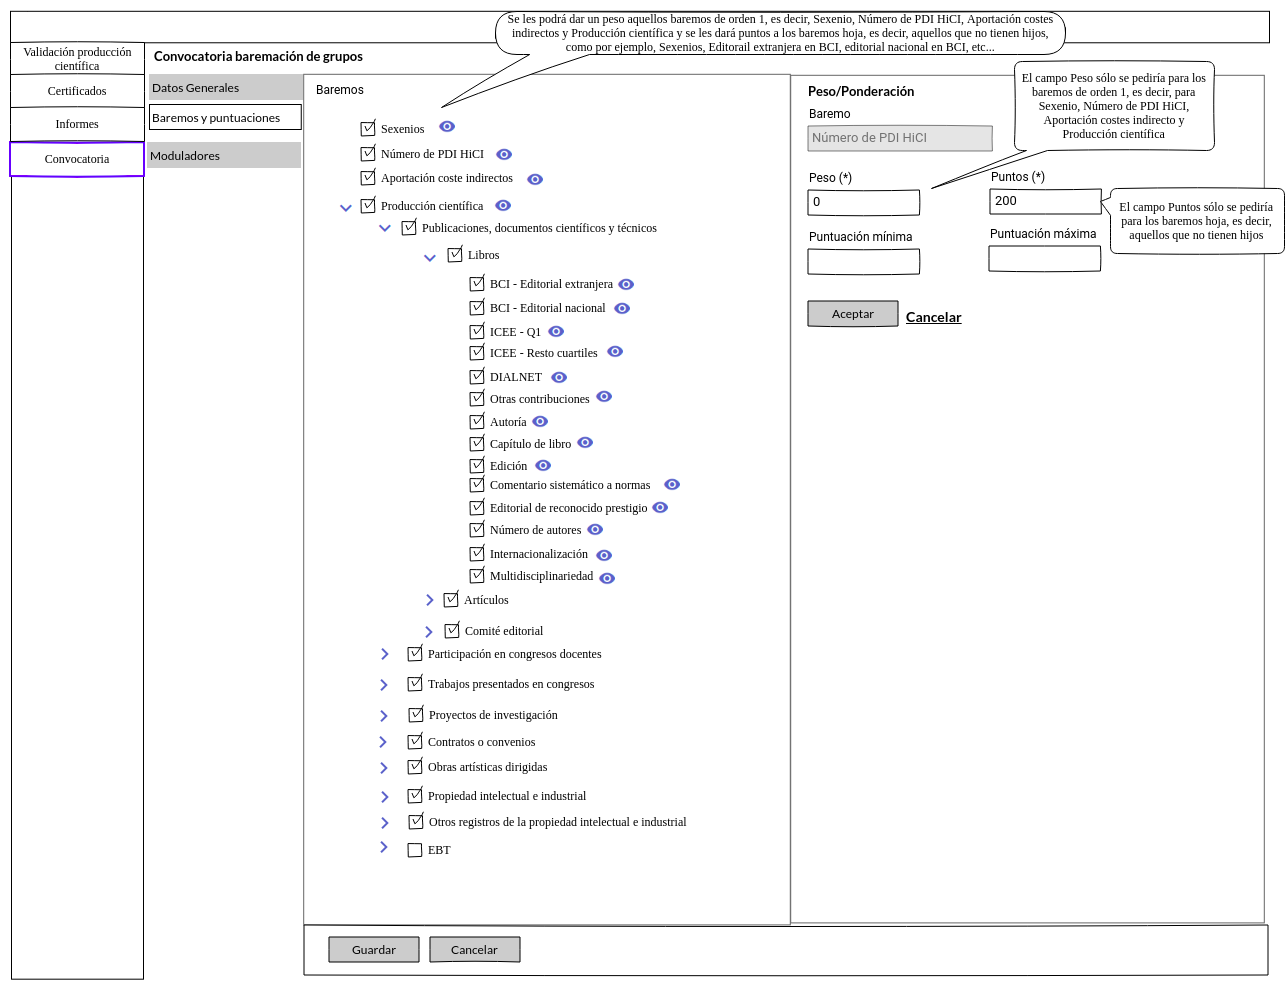 Se les podrá dar un peso aquellos baremos de orden 1, es decir, Sexenio, Número de PDI HiCI, Aportación costes
indirectos y Producción científica y se les dará puntos a los baremos hoja, es decir, aquellos que no tienen hijos,
como por ejemplo, Sexenios, Editorail extranjera en BCI, editorial nacional en BCI, etc...
Validación producción
científica
Certificados
Informes
Convocatoria
Convocatoria baremación de grupos
Datos Generales
Baremos y puntuaciones
Moduladores
Baremos
Sexenios
Número de PDI HiCI
Aportación coste indirectos
Producción científica
Publicaciones, documentos científicos y técnicos
Libros
BCI - Editorial extranjera
BCI - Editorial nacional
ICEE - Q1
ICEE - Resto cuartiles
DIALNET
Otras contribuciones
Autoría
Capítulo de libro
Edición
Comentario sistemático a normas
Editorial de reconocido prestigio
Número de autores
Internacionalización
Multidisciplinariedad
Artículos
Comité editorial
Participación en congresos docentes
Trabajos presentados en congresos
Proyectos de investigación
Contratos o convenios
Obras artísticas dirigidas
Propiedad intelectual e industrial
Otros registros de la propiedad intelectual e industrial
EBT
Peso/Ponderación
Baremo
Número de PDI HiCI
Peso (*)
0
Puntos (*)
200
Puntuación mínima
Puntuación máxima
Aceptar
Cancelar
El campo Peso sólo se pediría para los
baremos de orden 1, es decir, para
Sexenio, Número de PDI HICI,
Aportación costes indirecto y
Producción científica
El campo Puntos sólo se pediría
para los baremos hoja, es decir,
aquellos que no tienen hijos
Guardar
Cancelar